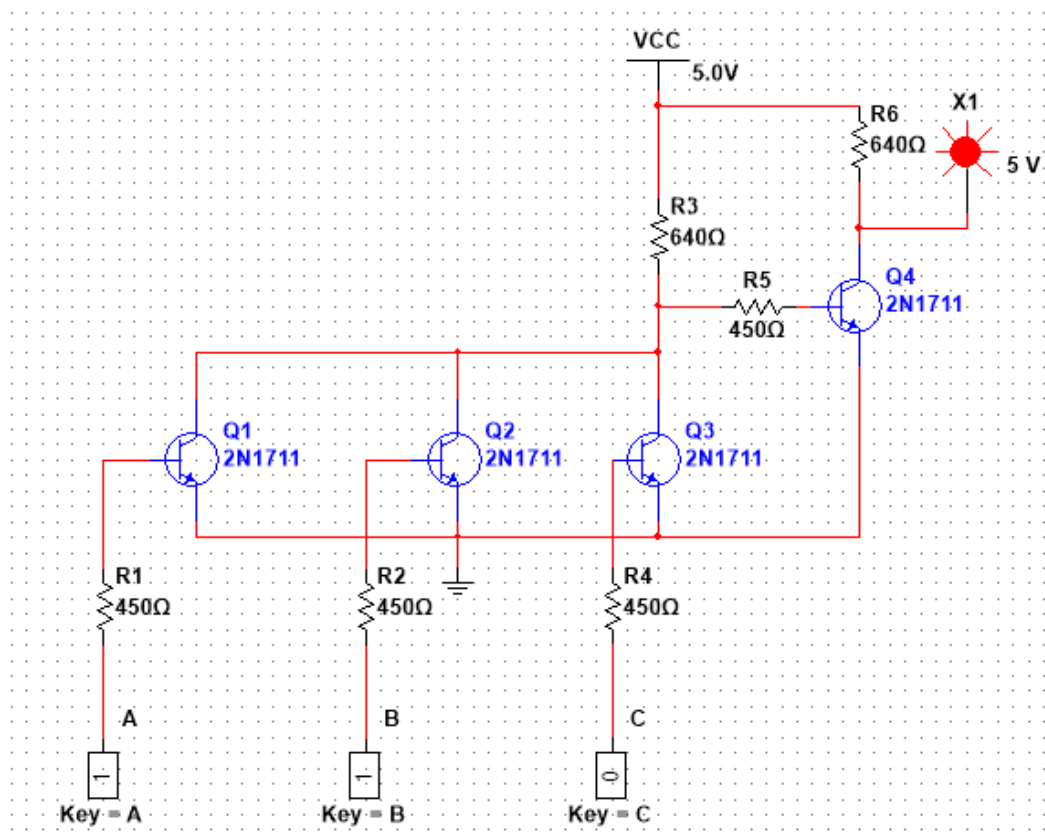 VCC
5.0V
X1
R6
640Ω
5 V
R3
640Ω
R5
450Ω
Q4
2N1711
Q1
2N1711
Q2
2N1711
Q3
2N1711
R1
450Ω
R2
450Ω
R4
450Ω
A
B
C
1
1
0
Key = A
Key = B
Key = C